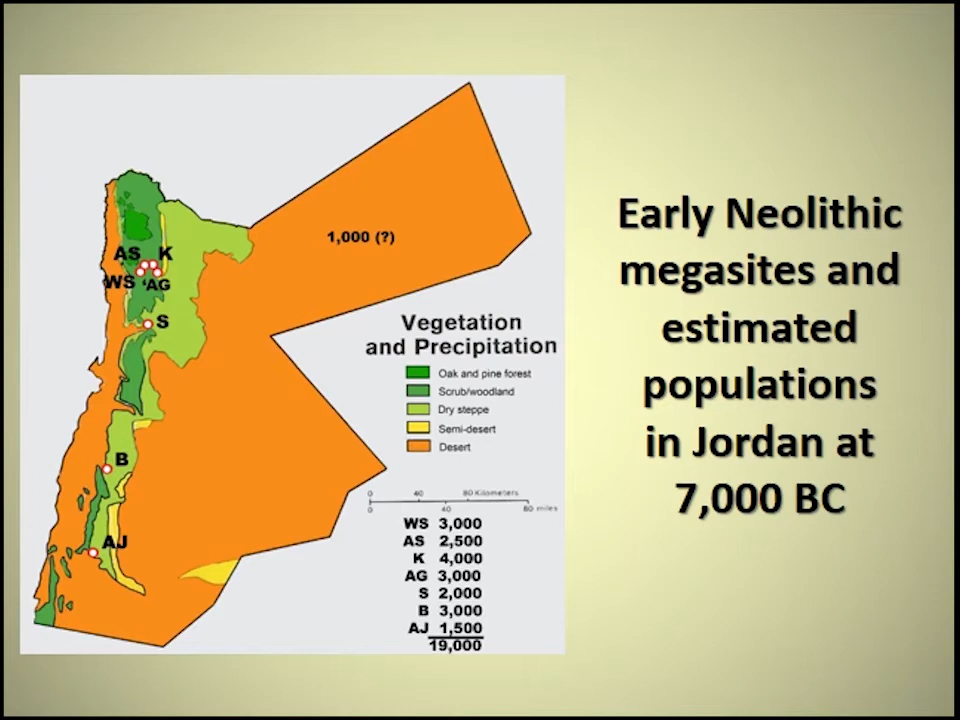 AS K
WS 'AG
S
B
AJ
1,000 (?)
Vegetation
and Precipitation
Oak and pine forest
Scrub/woodland
Dry steppe
Semi-desert
Desert
0 40 80 Kilometers
0 40 80 miles
WS 3,000
AS 2,500
K 4,000
AG 3,000
S 2,000
B 3,000
AJ 1,500
19,000
Early Neolithic
megasites and
estimated
populations
in Jordan at
7,000 BC